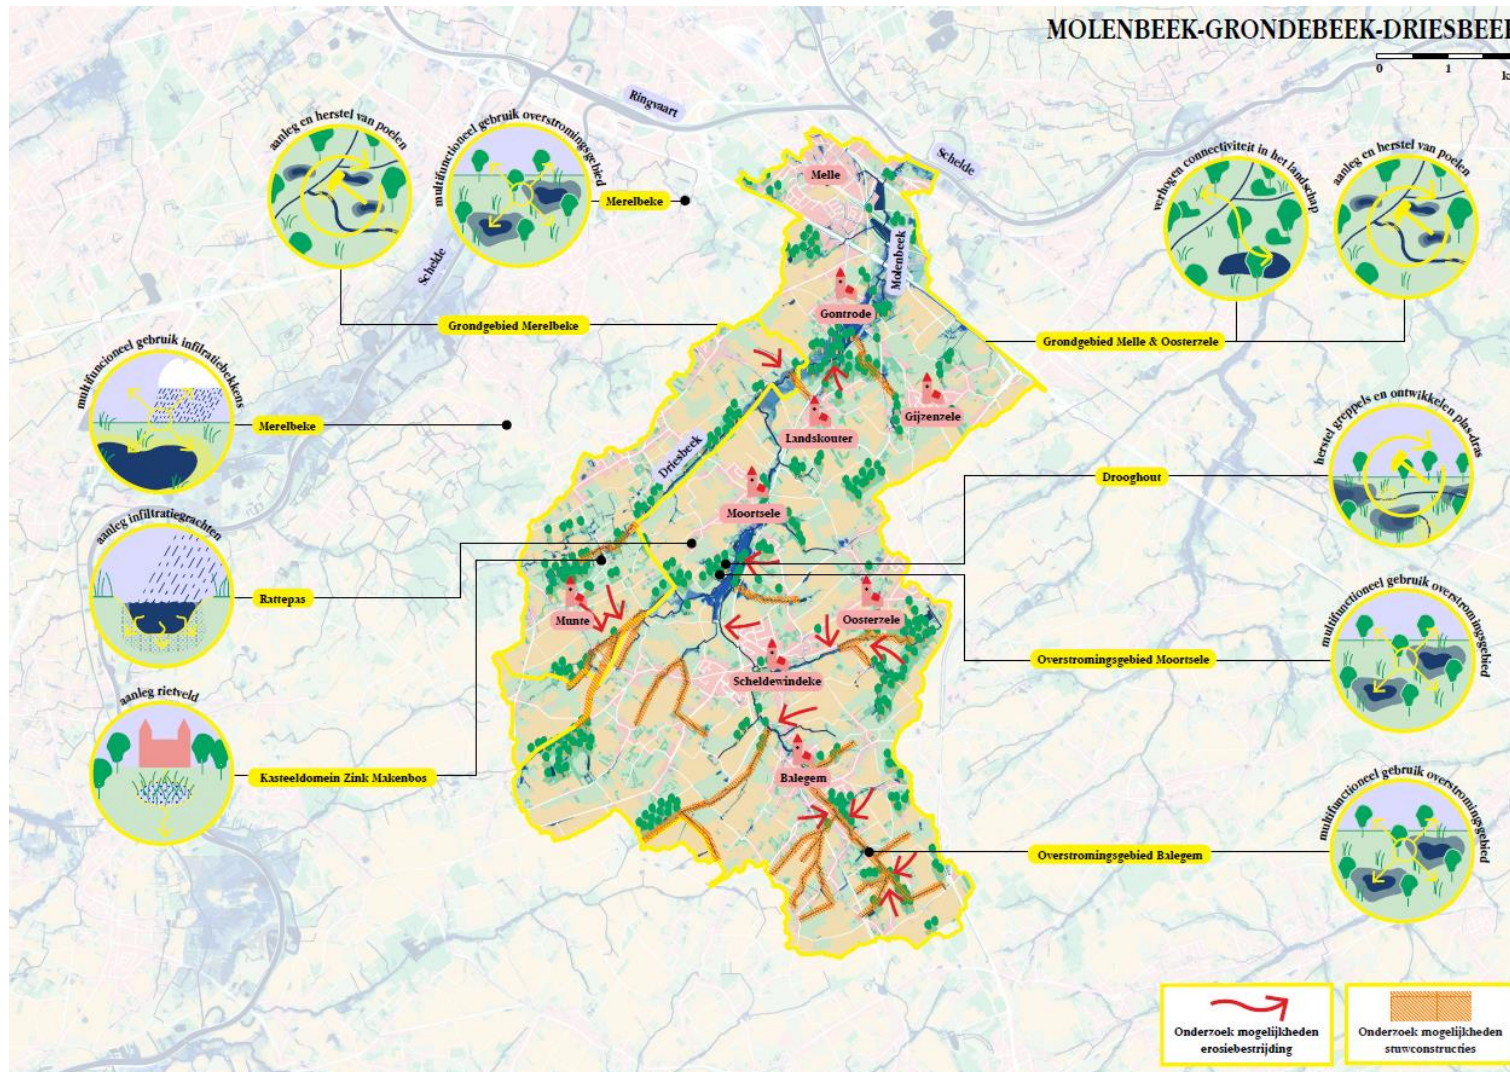 MOLENBEEK-GRONDEBEEK-DRIESBEEK
0 1
k
Ringvaart
Schelde
Schelde
Molenbeek
Driesbeek
aanleg en herstel van poelen
multifunctioneel gebruik overstromingsgebied
Merelbeke
Grondgebied Merelbeke
multifuncioneel gebruik infilratiebekkens
Merelbeke
aanleg infiltratiegrachten
Rattepas
aanleg rietveld
Kasteeldomein Zink Makenbos
verhogen connectiviteit in het landschap
aanleg en herstel van poelen
Grondgebied Melle & Oosterzele
herstel greppels en ontwikkelen plas-dras
Drooghout
multifunctioneel gebruik overstromingsgebied
Overstromingsgebied Moortsele
multifunctioneel gebruik overstromingsgebied
Overstromingsgebied Balegem
Melle
Gontrode
Gijzenzele
Landskouter
Moortsele
Munte
Oosterzele
Scheldewindeke
Balegem
Onderzoek mogelijkheden
erosiebestrijding
Onderzoek mogelijkheden
stuwconstructies